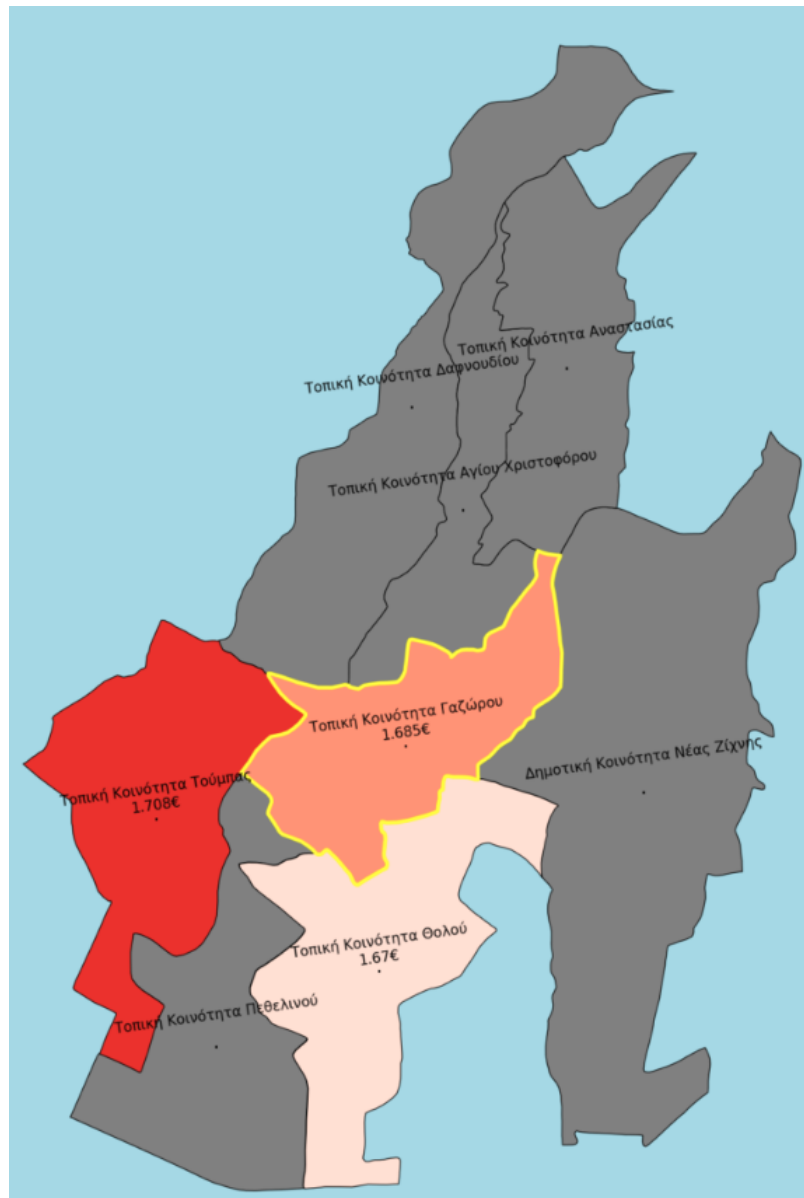 Τοπική Κοινότητα Αναστασίας
Τοπική Κοινότητα Δαφνουδίου
Τοπική Κοινότητα Αγίου Χριστοφόρου
Τοπική Κοινότητα Γαζώρου
1.685€
Δημοτική Κοινότητα Νέας Ζίχνης
Τοπική Κοινότητα Τούμπας
1.708€
Τοπική Κοινότητα Θολού
1.67€
Τοπική Κοινότητα Πεθελινού